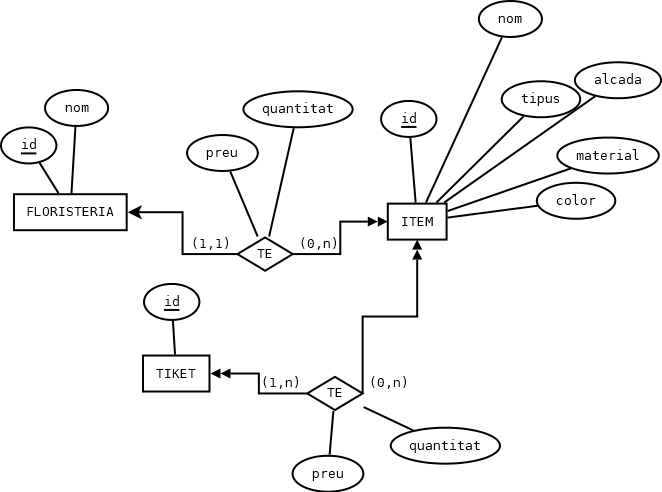 nom
alcada
tipus
nom
quantitat
id
id
preu
material
color
FLORISTERIA
ITEM
(1,1)
TE
(0,n)
id
TIKET
(1,n)
TE
(0,n)
quantitat
preu